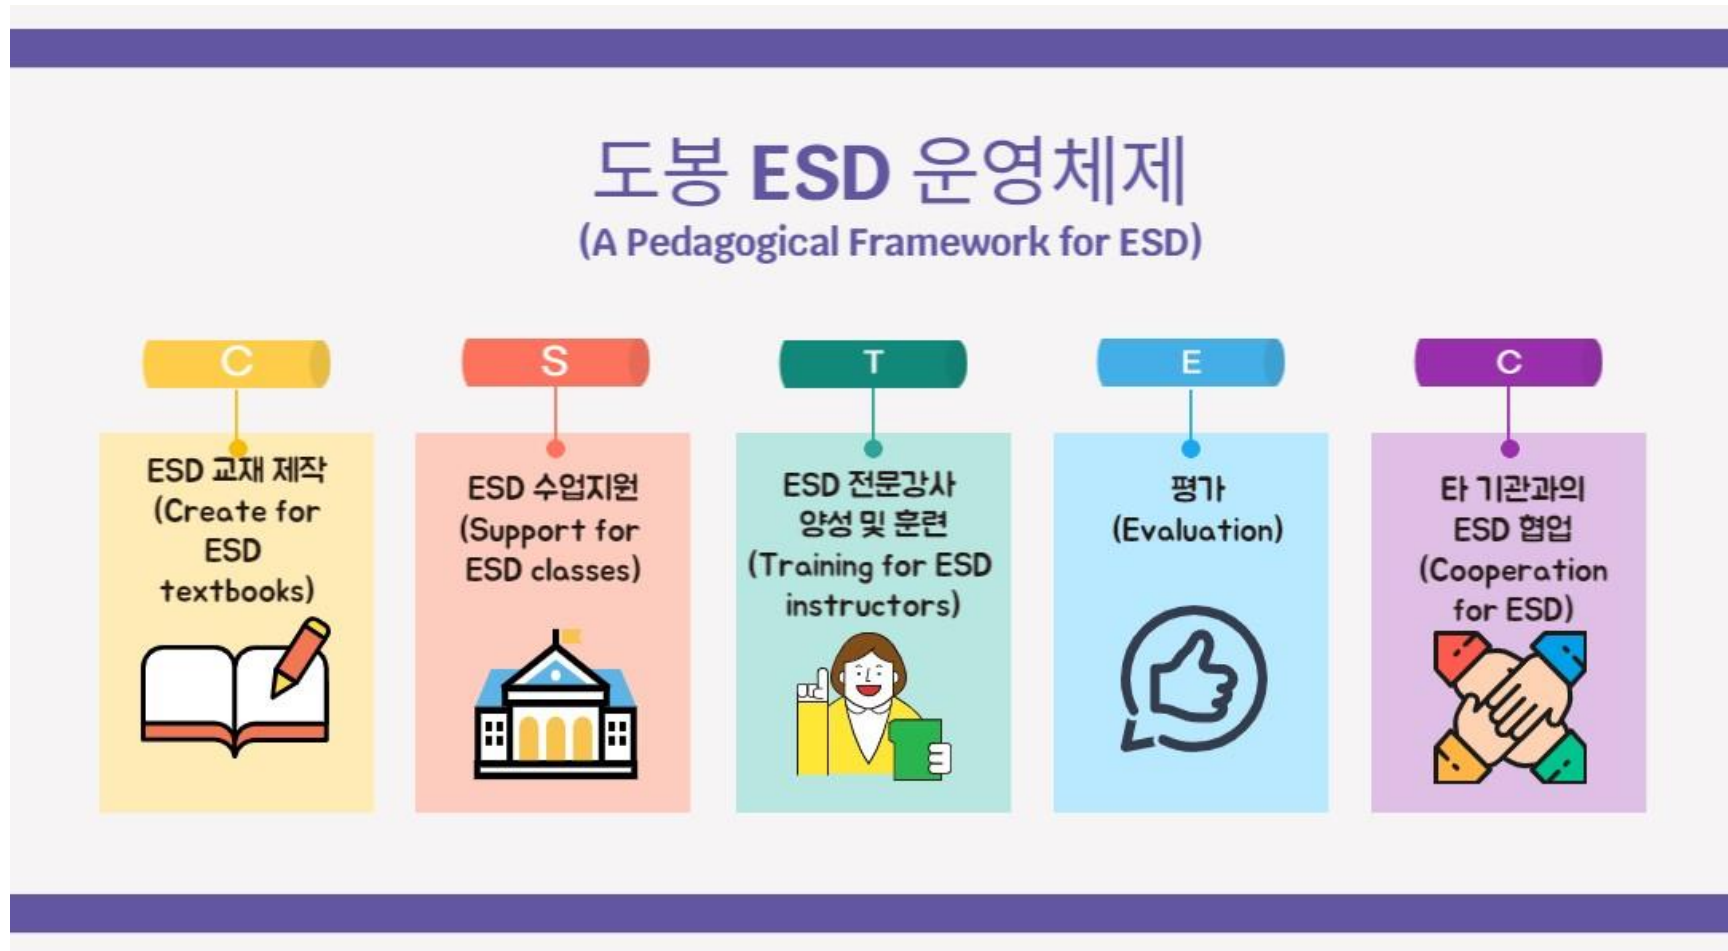 도봉 ESD 운영체제
(A Pedagogical Framework for ESD)
C
ESD 교재 제작
(Create for
ESD
textbooks)
S
ESD 수업지원
(Support for
ESD classes)
T
ESD 전문강사
양성 및 훈련
(Training for ESD
instructors)
E
평가
(Evaluation)
C
타 기관과의
ESD 협업
(Cooperation
for ESD)